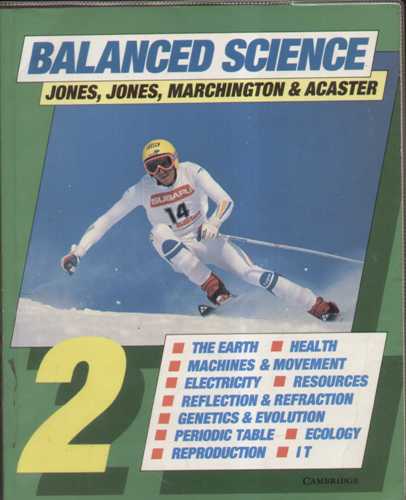 BALANCED SCIENCE
JONES, JONES, MARCHINGTON & ACASTER
SUBARU
14
2
THE EARTH HEALTH
MACHINES & MOVEMENT
ELECTRICITY RESOURCES
REFLECTION & REFRACTION
GENETICS & EVOLUTION
PERIODIC TABLE ECOLOGY
REPRODUCTION I T
CAMBRIDGE